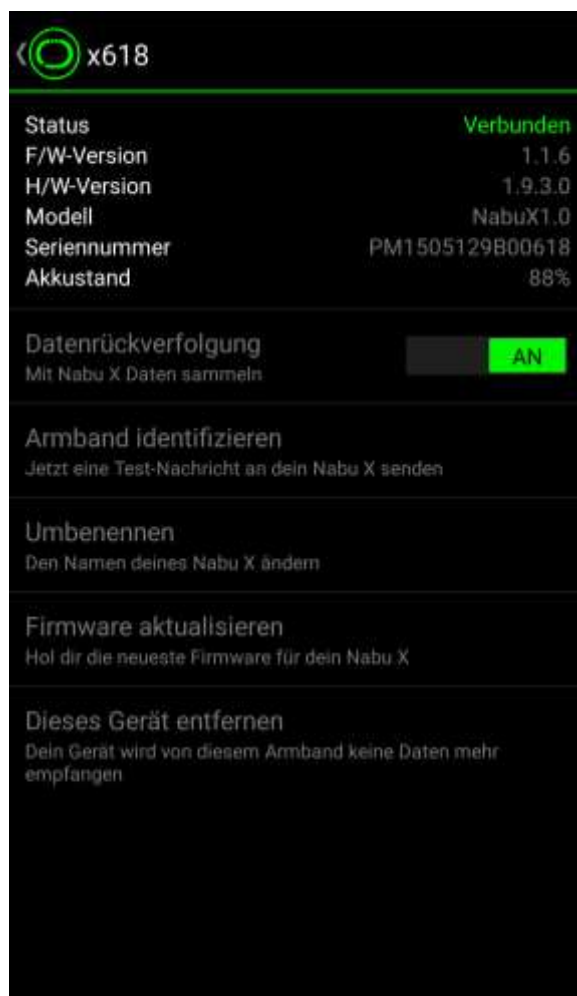 x618
Status Verbunden
F/W-Version 1.1.6
H/W-Version 1.9.3.0
Modell NabuX1.0
Seriennummer PM1505129B00618
Akkustand 88%
Datenrückverfolgung AN
Mit Nabu X Daten sammeln
Armband identifizieren
Jetzt eine Test-Nachricht an dein Nabu X senden
Umbenennen
Den Namen deines Nabu X ändern
Firmware aktualisieren
Hol dir die neueste Firmware für dein Nabu X
Dieses Gerät entfernen
Dein Gerät wird von diesem Armband keine Daten mehr
empfangen